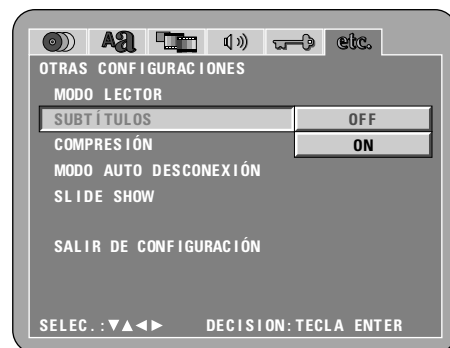 Aa etc.
OTRAS CONFIGURACIONES
MODO LECTOR
SUBTÍTULOS OFF
COMPRESIÓN ON
MODO AUTO DESCONEXIÓN
SLIDE SHOW
SALIR DE CONFIGURACIÓN
SELEC.:▼▲◀▶ DECISION:TECLA ENTER